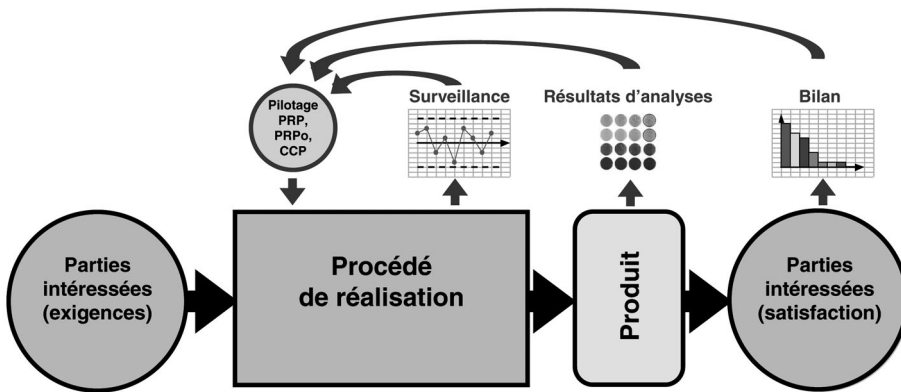 Pilotage
PRP,
PRPo,
CCP
Surveillance
Résultats d’analyses
Bilan
Parties
intéressées
(exigences)
Procédé
de réalisation
Produit
Parties
intéressées
(satisfaction)